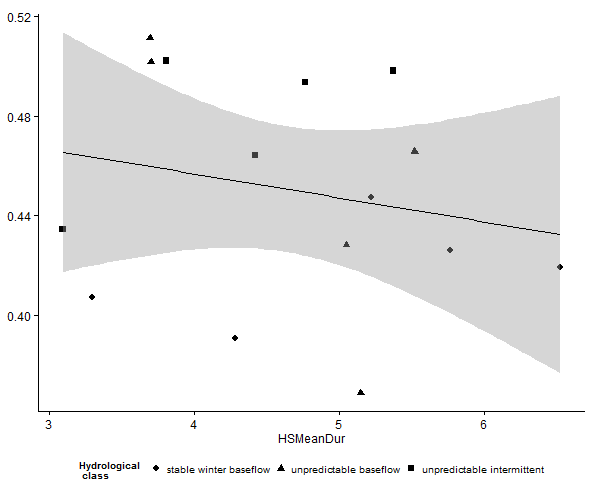 0.52
0.48
0.44
0.40
3 4 5 6
HSMeanDur
Hydrological
class
stable winter baseflow unpredictable baseflow unpredictable intermittent